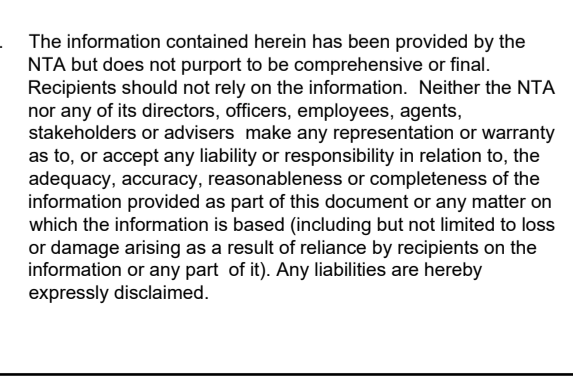 . The information contained herein has been provided by the
NTA but does not purport to be comprehensive or final.
Recipients should not rely on the information.  Neither the NTA
nor any of its directors, officers, employees, agents,
stakeholders or advisers  make any representation or warranty
as to, or accept any liability or responsibility in relation to, the
adequacy, accuracy, reasonableness or completeness of the
information provided as part of this document or any matter on
which the information is based (including but not limited to loss
or damage arising as a result of reliance by recipients on the
information or any part  of it). Any liabilities are hereby
expressly disclaimed.